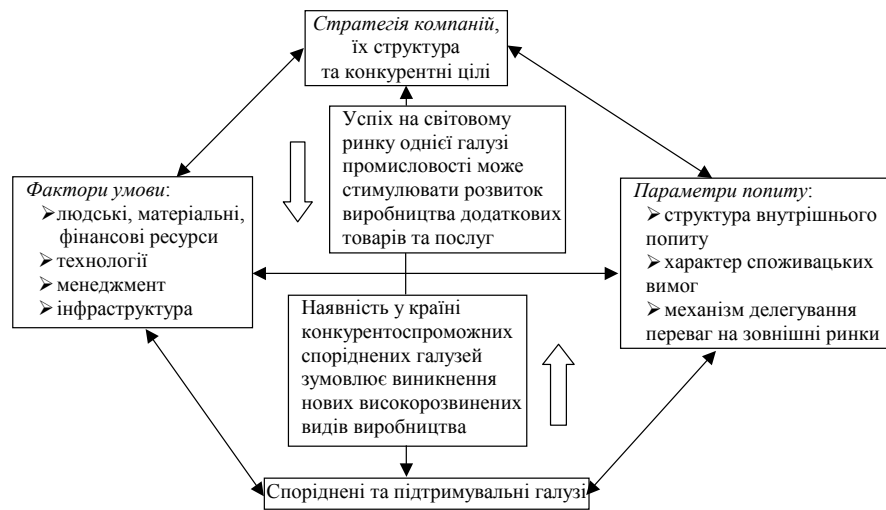 Стратегія компаній,
їх структура
та конкурентні цілі
Успіх на світовому
ринку однієї галузі
промисловості може
стимулювати розвиток
виробництва додаткових
товарів та послуг
Фактори умови:
➢людські, матеріальні,
фінансові ресурси
➢технології
➢менеджмент
➢інфраструктура
Параметри попиту:
➢структура внутрішнього
попиту
➢характер споживацьких
вимог
➢механізм делегування
переваг на зовнішні ринки
Наявність у країні
конкурентоспроможних
споріднених галузей
зумовлює виникнення
нових високорозвинених
видів виробництва
Споріднені та підтримувальні галузі